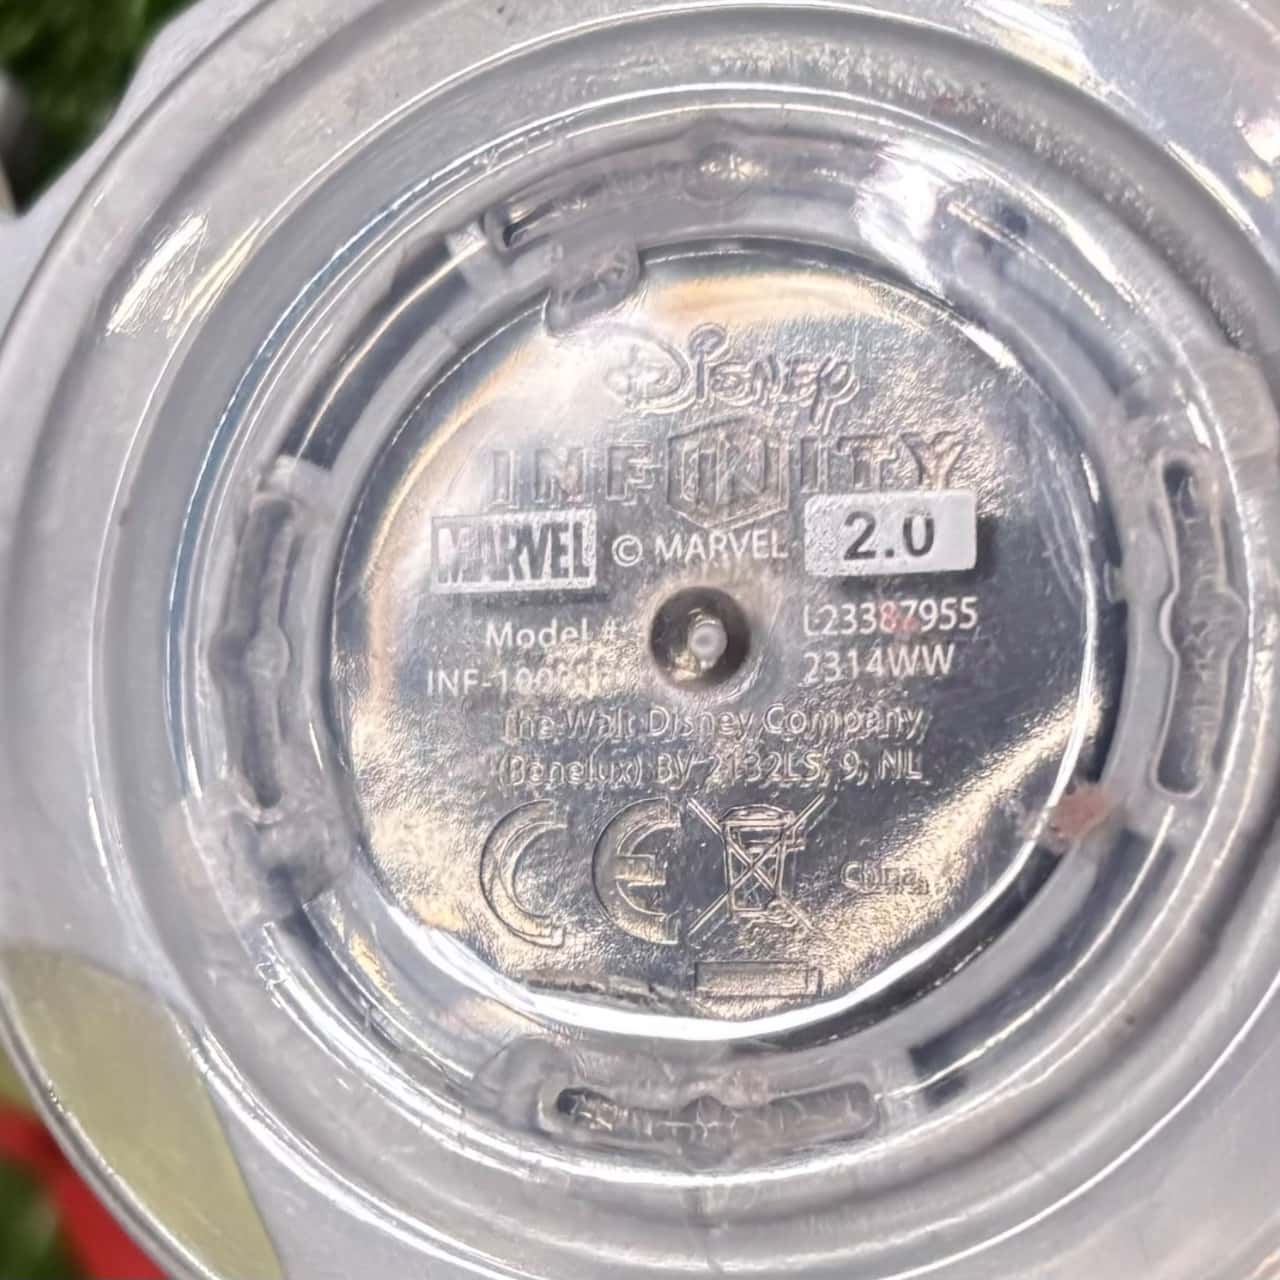 Disney
INFINITY
MARVEL © MARVEL 2.0
Model #: L23387955
2314WW
The Walt Disney Company
(Benelux) BV 2132LS, 9, NL
CE China